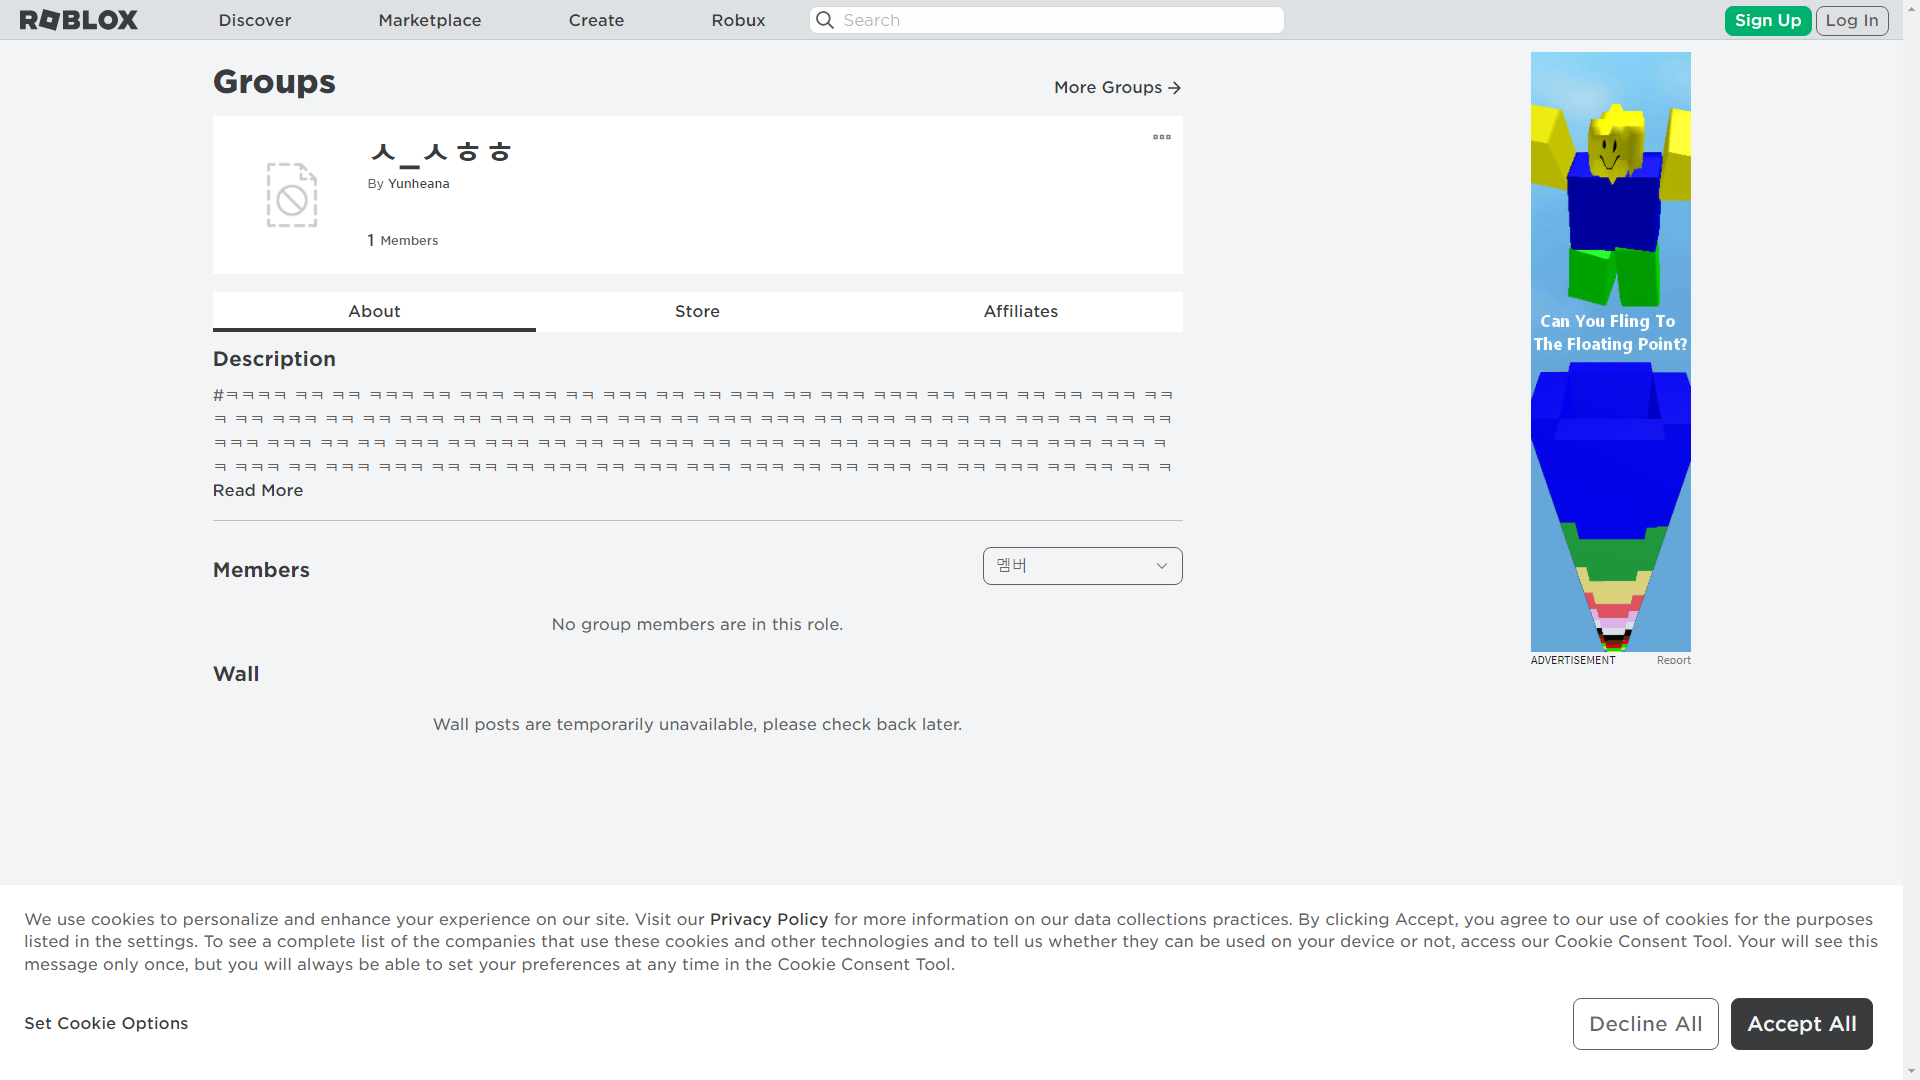 ROBLOX
Discover
Marketplace
Create
Robux
Search
Sign Up
Log In
Groups
More Groups
ㅅ_ㅅㅎㅎ
By Yunheana
1 Members
About
Store
Affiliates
Description
#ㅋㅋㅋㅋ ㅋㅋ ㅋㅋ ㅋㅋㅋ ㅋㅋ ㅋㅋㅋ ㅋㅋㅋ ㅋㅋ ㅋㅋㅋ ㅋㅋ ㅋㅋ ㅋㅋㅋ ㅋㅋ ㅋㅋㅋ ㅋㅋㅋ ㅋㅋ ㅋㅋㅋ ㅋㅋ ㅋㅋ ㅋㅋㅋ ㅋㅋ
ㅋ ㅋㅋ ㅋㅋㅋ ㅋㅋ ㅋㅋ ㅋㅋㅋ ㅋㅋ ㅋㅋㅋ ㅋㅋ ㅋㅋ ㅋㅋㅋ ㅋㅋ ㅋㅋㅋ ㅋㅋㅋ ㅋㅋ ㅋㅋㅋ ㅋㅋ ㅋㅋ ㅋㅋ ㅋㅋㅋ ㅋㅋ ㅋㅋ
ㅋㅋㅋ ㅋㅋㅋ ㅋㅋ ㅋㅋ ㅋㅋㅋ ㅋㅋ ㅋㅋㅋ ㅋㅋ ㅋㅋ ㅋㅋ ㅋㅋㅋ ㅋㅋ ㅋㅋㅋ ㅋㅋ ㅋㅋ ㅋㅋㅋ ㅋㅋ ㅋㅋㅋ ㅋㅋ ㅋㅋㅋ ㅋㅋㅋ ㅋ
ㅋ ㅋㅋㅋ ㅋㅋ ㅋㅋㅋ ㅋㅋㅋ ㅋㅋ ㅋㅋ ㅋㅋ ㅋㅋㅋ ㅋㅋ ㅋㅋㅋ ㅋㅋㅋ ㅋㅋㅋ ㅋㅋ ㅋㅋ ㅋㅋㅋ ㅋㅋ ㅋㅋ ㅋㅋㅋ ㅋㅋ ㅋㅋ ㅋㅋ ㅋ
Read More
Members
멤버
No group members are in this role.
Wall
Wall posts are temporarily unavailable, please check back later.
Can You Fling To
The Floating Point?
ADVERTISEMENT
Report
We use cookies to personalize and enhance your experience on our site. Visit our Privacy Policy for more information on our data collections practices. By clicking Accept, you agree to our use of cookies for the purposes
listed in the settings. To see a complete list of the companies that use these cookies and other technologies and to tell us whether they can be used on your device or not, access our Cookie Consent Tool. Your will see this
message only once, but you will always be able to set your preferences at any time in the Cookie Consent Tool.
Set Cookie Options
Decline All
Accept All